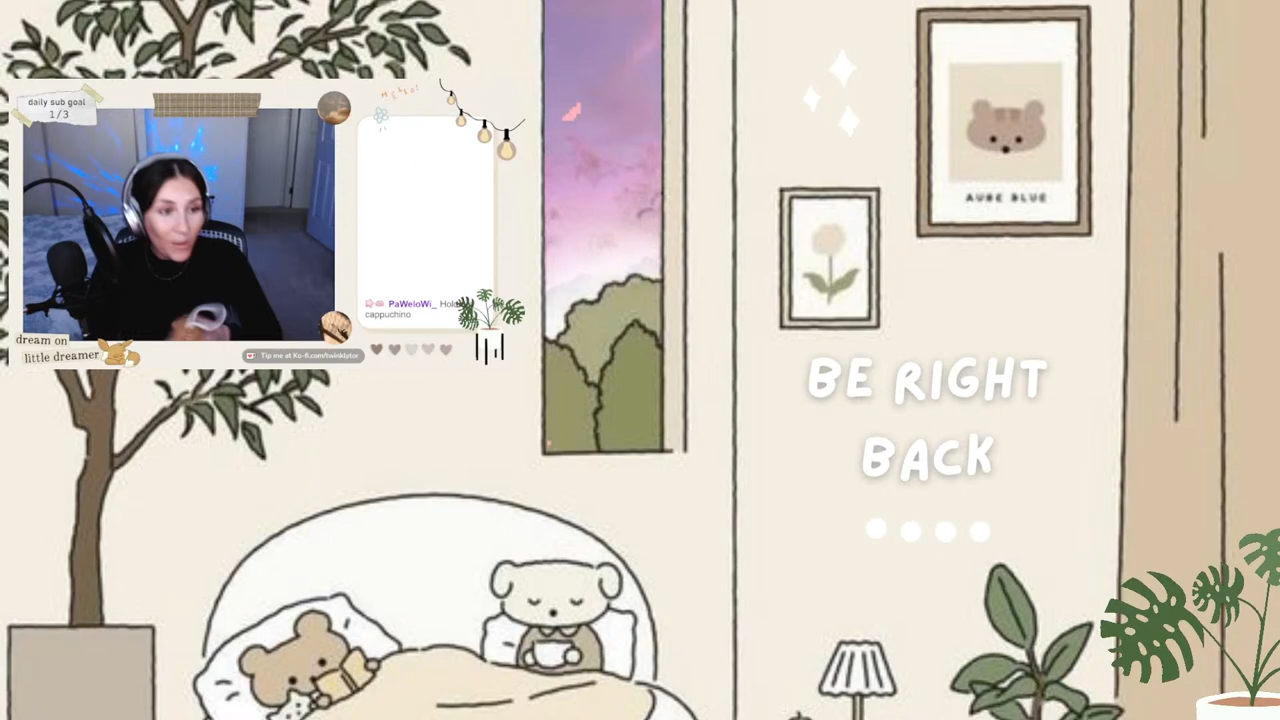 daily sub goal
1/3
PaWeloWi_
cappuchino
dream on
little dreamer
Tip me at Ko-fi.com/twinklytor
AUBE BLUE
BE RIGHT
BACK